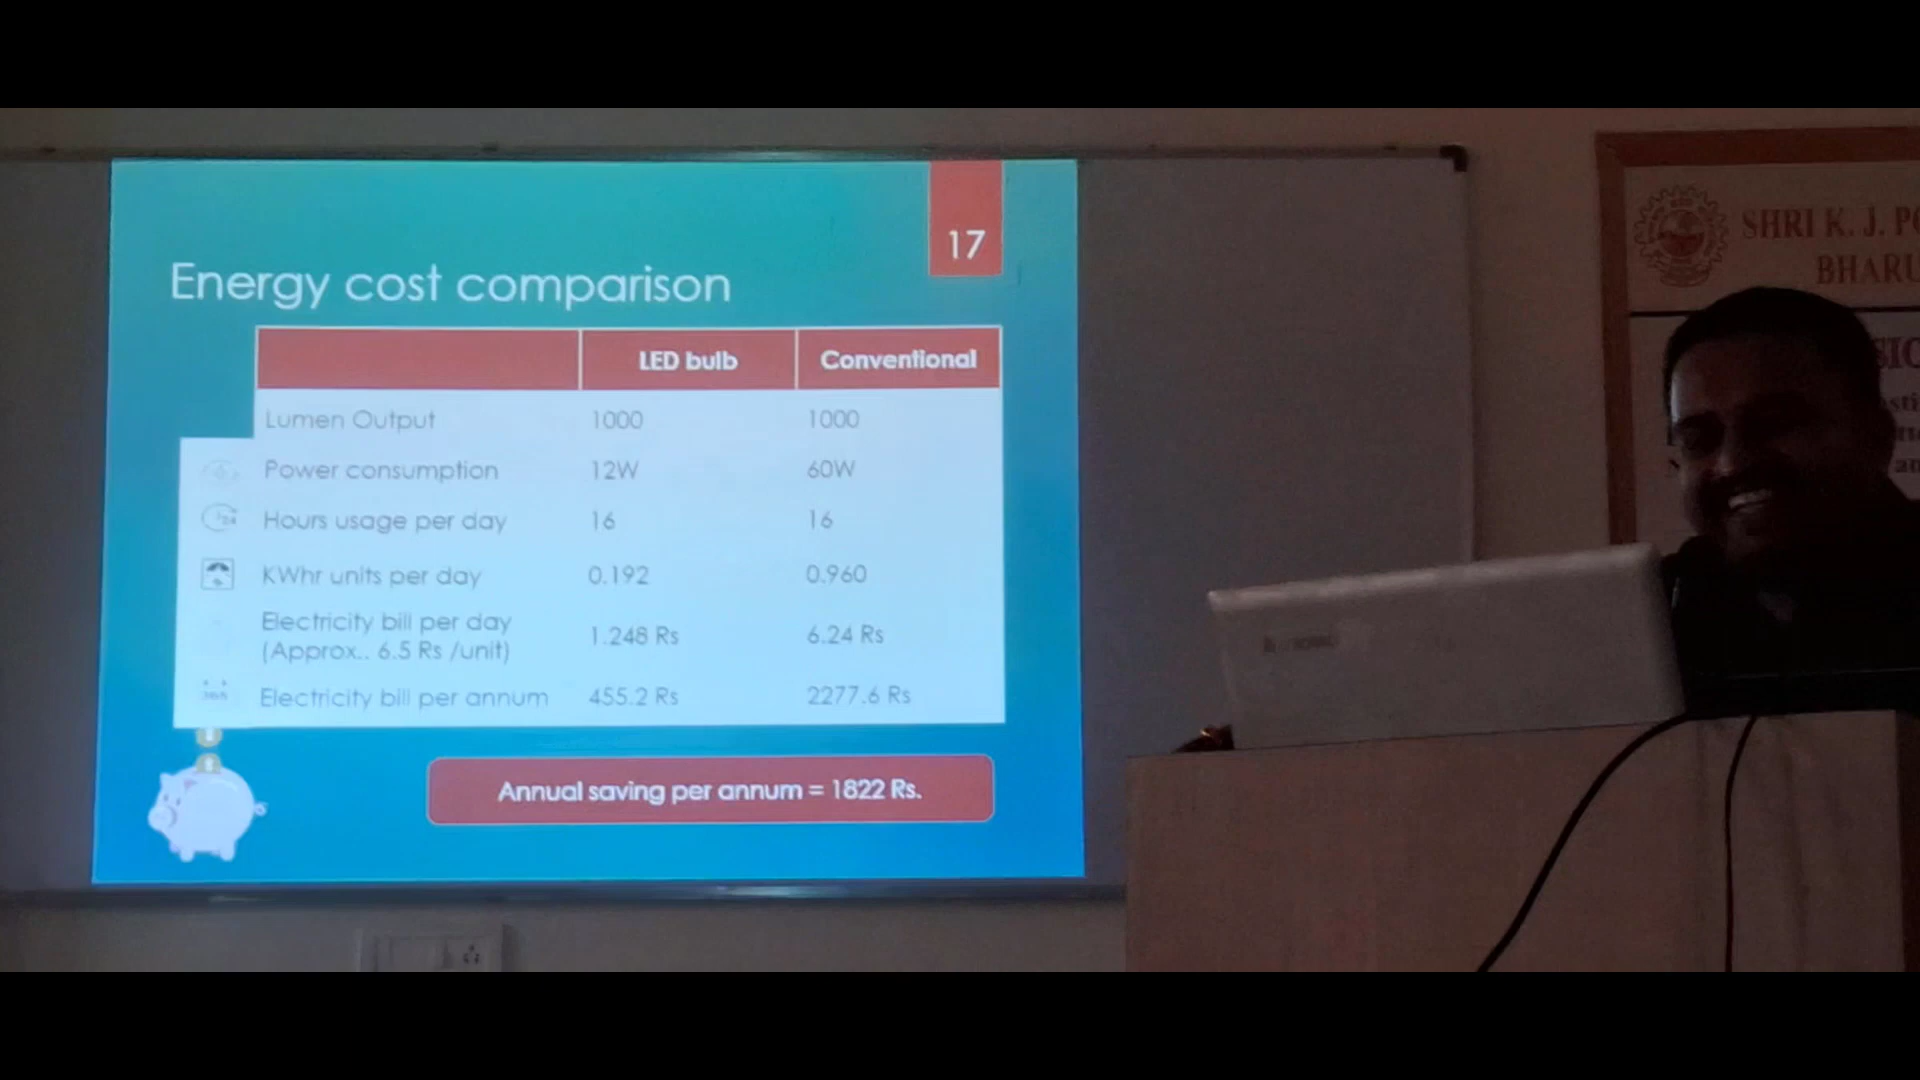 17
Energy cost comparison
LED bulb Conventional
Lumen Output 1000 1000
Power consumption 12W 60W
Hours usage per day 16 16
KWhr units per day 0.192 0.960
Electricity bill per day
(Approx.. 6.5 Rs /unit) 1.248 Rs 6.24 Rs
365 Electricity bill per annum 455.2 Rs 2277.6 Rs
Annual saving per annum = 1822 Rs.
SHRI K. J. PO
BHARU